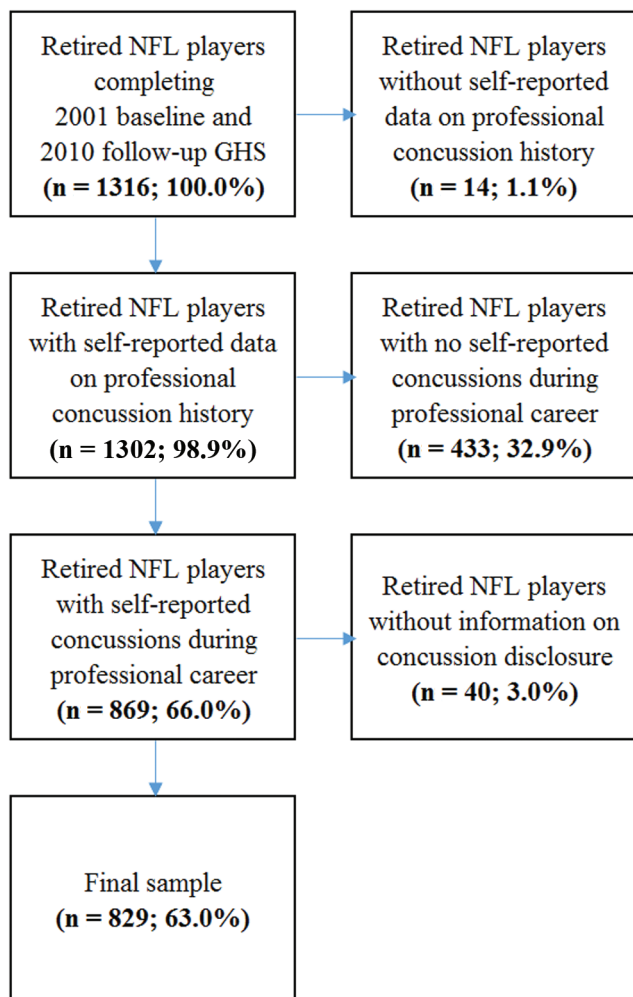 Retired NFL players
completing
2001 baseline and
2010 follow-up GHS
(n = 1316; 100.0%)
Retired NFL players
without self-reported
data on professional
concussion history
(n = 14; 1.1%)
Retired NFL players
with self-reported data
on professional
concussion history
(n = 1302; 98.9%)
Retired NFL players
with no self-reported
concussions during
professional career
(n = 433; 32.9%)
Retired NFL players
with self-reported
concussions during
professional career
(n = 869; 66.0%)
Retired NFL players
without information on
concussion disclosure
(n = 40; 3.0%)
Final sample
(n = 829; 63.0%)